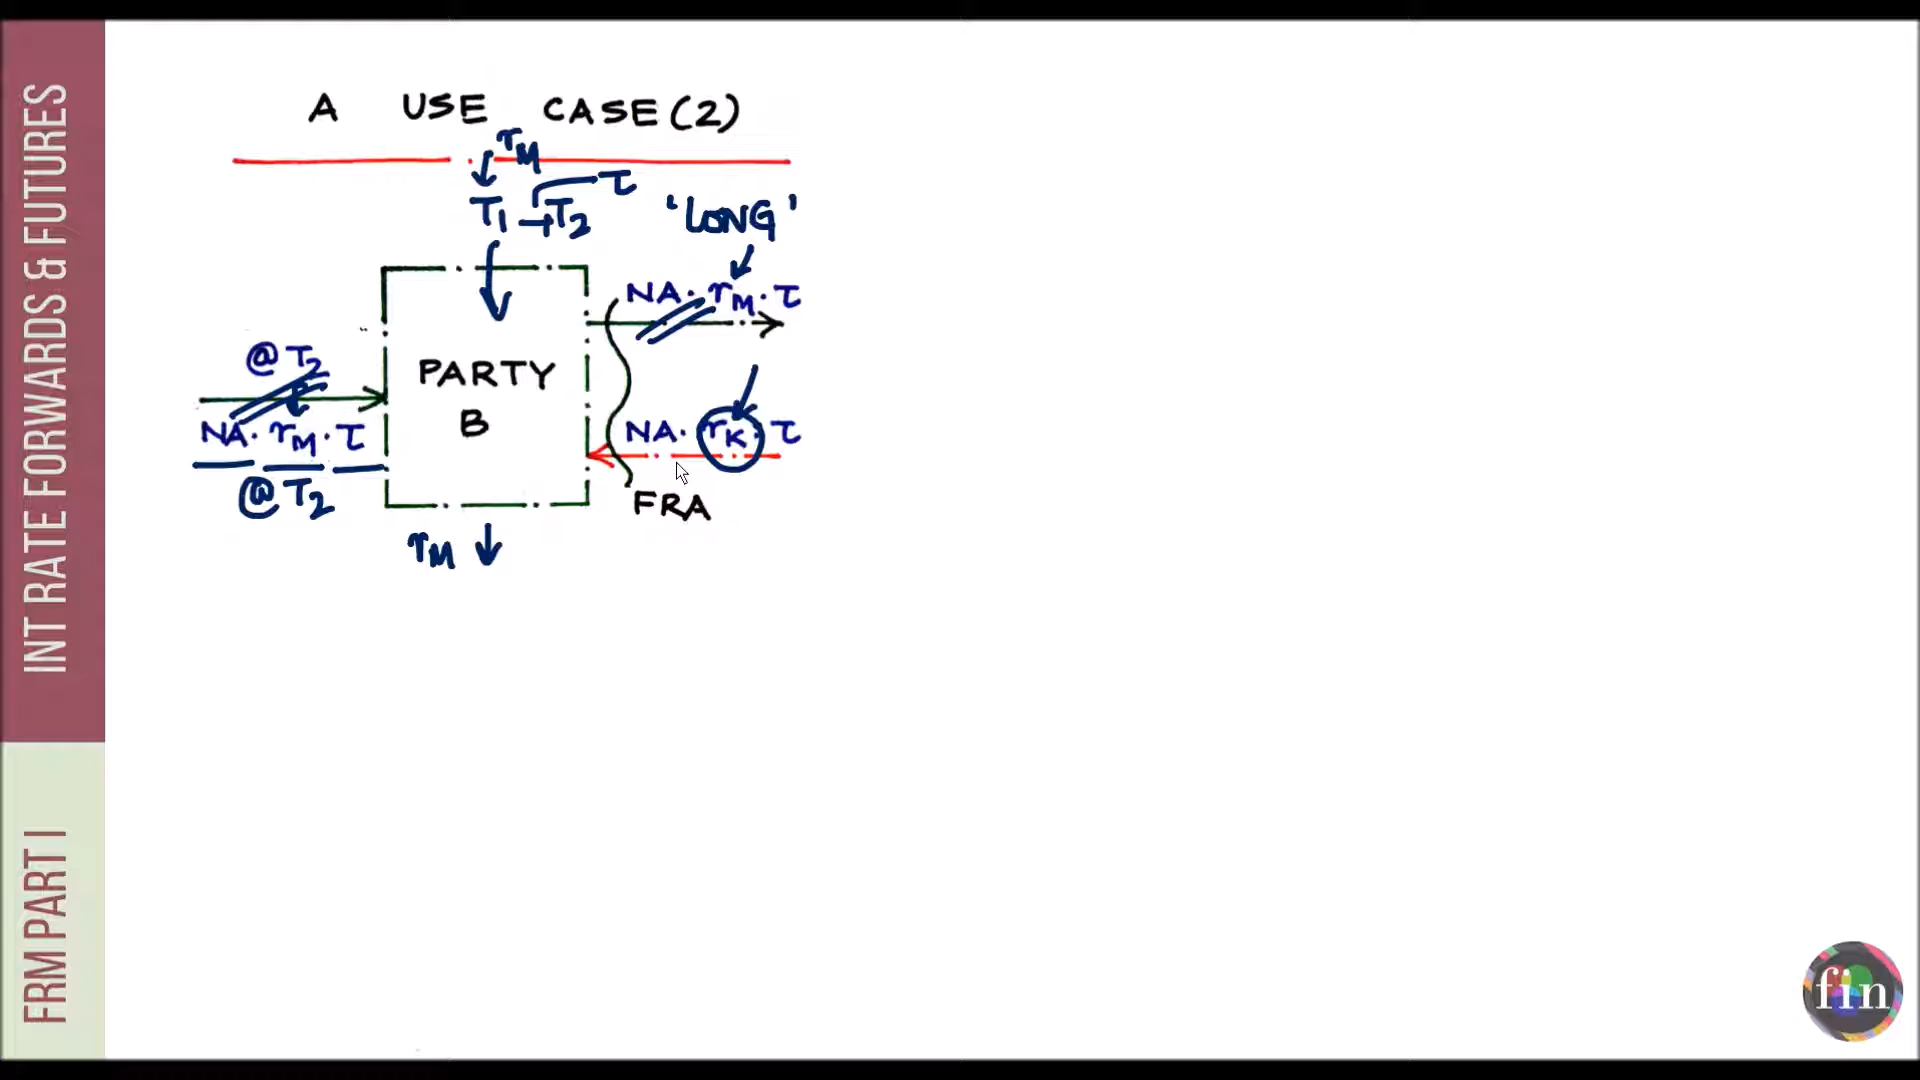 INT RATE FORWARDS & FUTURES
FRM PART I
A USE CASE (2)
rM
τ
T1 → T2
'LONG'
NA. rM. τ
@ T2
PARTY
B
NA. rM. τ
NA. rK. τ
@ T2
FRA
rM ↓
fin